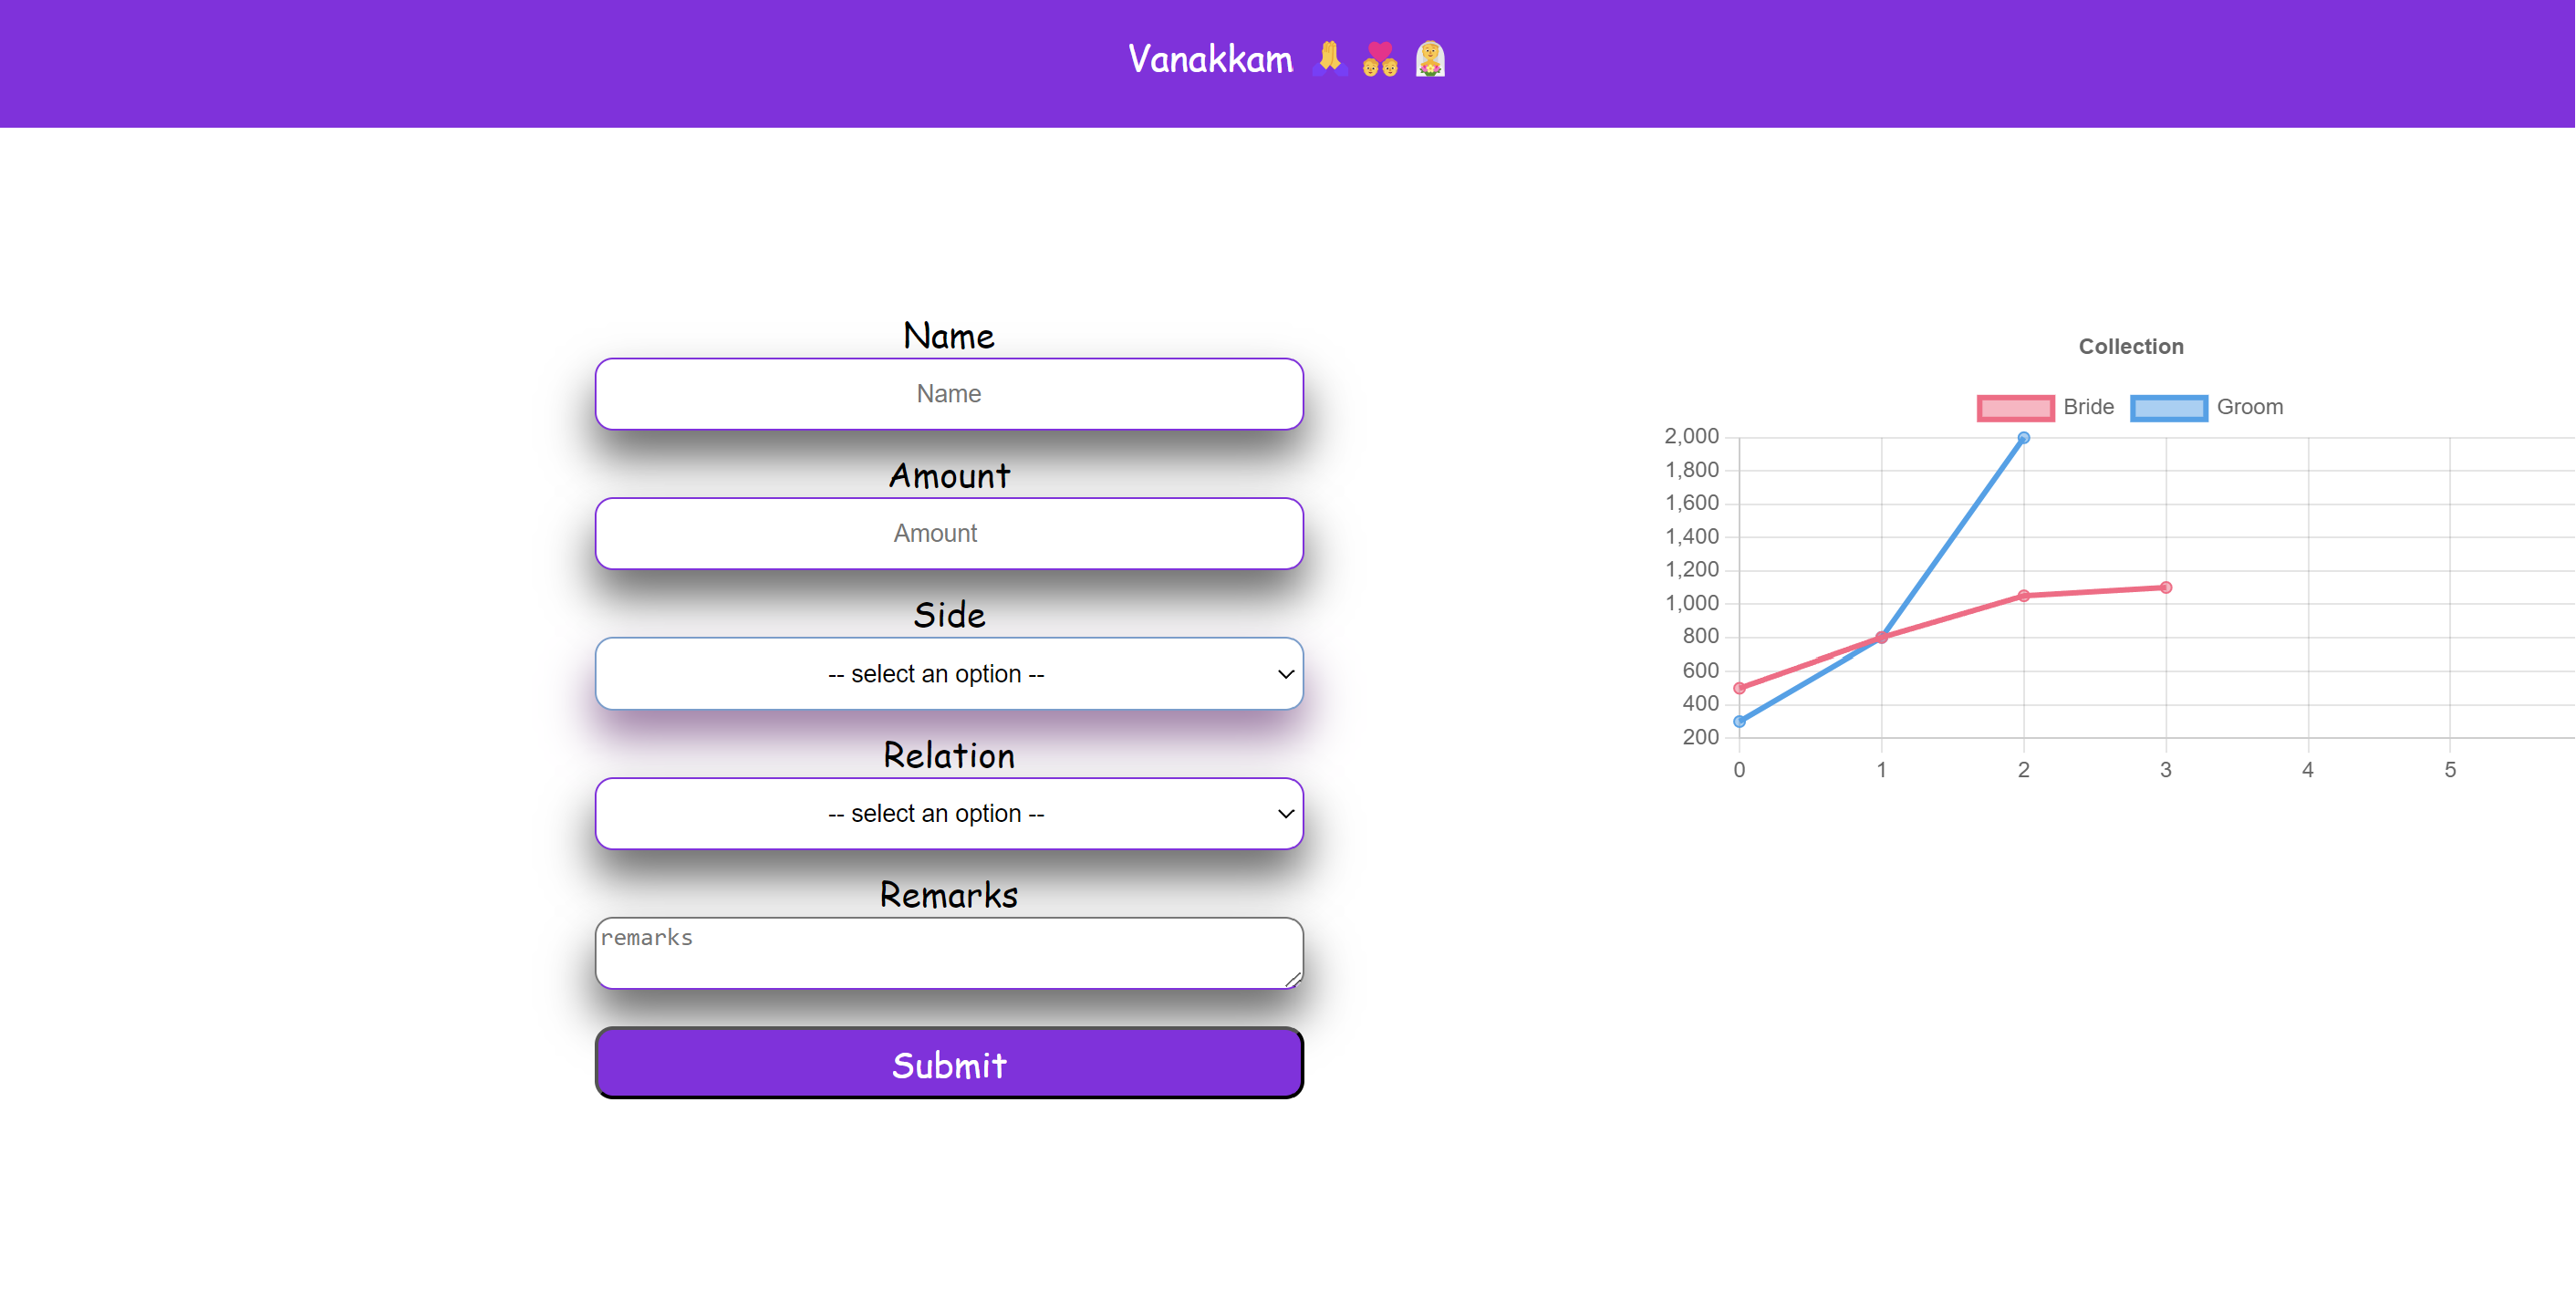 Vanakkam 🙏 💑 👰
Name
Name
Amount
Amount
Side
-- select an option --
Relation
-- select an option --
Remarks
remarks
Submit
Collection
Bride Groom
2,000
1,800
1,600
1,400
1,200
1,000
800
600
400
200
0 1 2 3 4 5